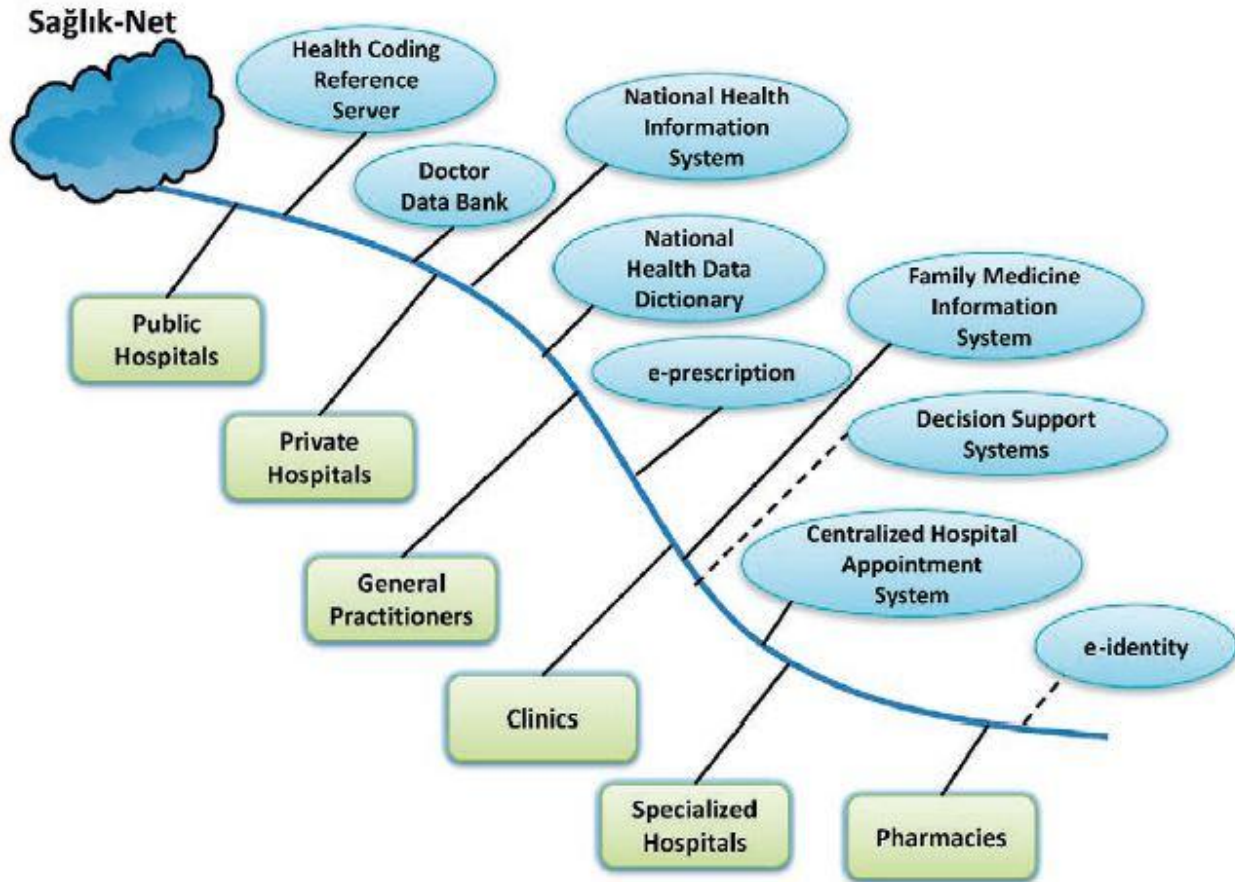 Sağlık-Net
Health Coding
Reference
Server
National Health
Information
System
Doctor
Data Bank
National
Health Data
Dictionary
Family Medicine
Information
System
Public
Hospitals
e-prescription
Decision Support
Systems
Private
Hospitals
Centralized Hospital
Appointment
System
General
Practitioners
e-identity
Clinics
Specialized
Hospitals
Pharmacies